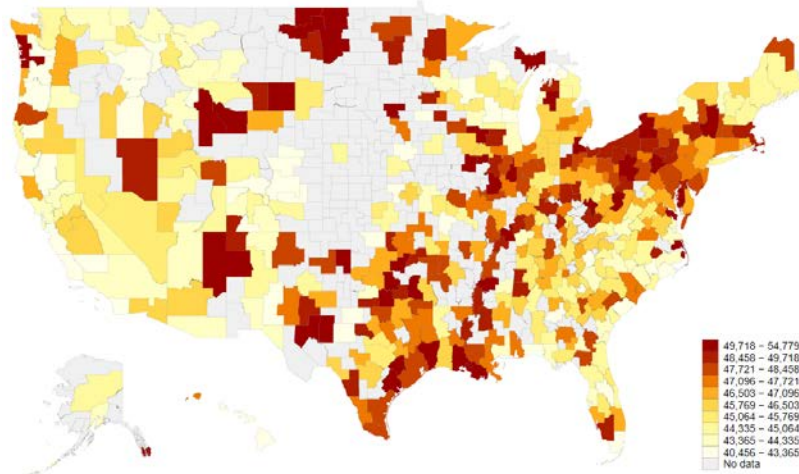 49,718 – 54,779
48,458 – 49,718
47,721 – 48,458
47,096 – 47,721
46,503 – 47,096
45,769 – 46,503
45,064 – 45,769
44,335 – 45,064
43,365 – 44,335
40,456 – 43,365
No data